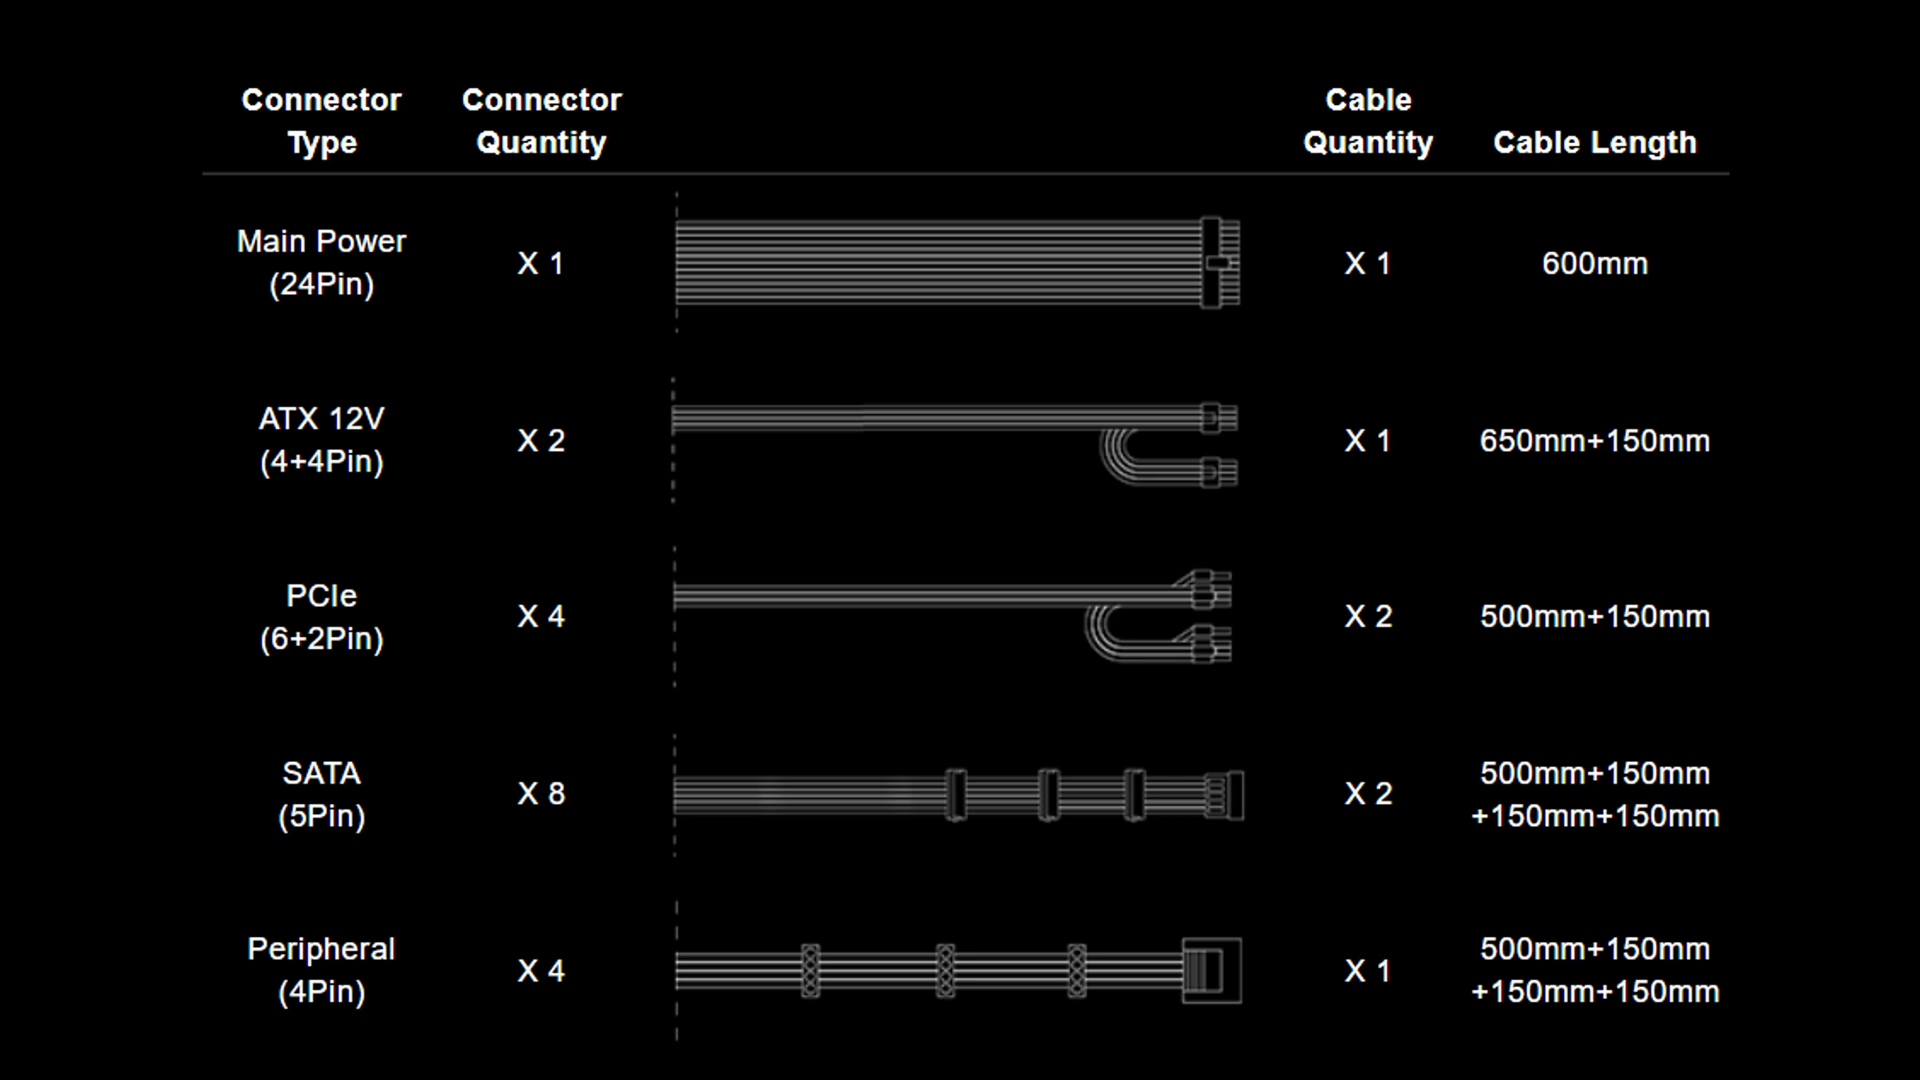 Connector
Type
Connector
Quantity
Cable
Quantity
Cable Length
Main Power
(24Pin)
X 1
X 1
600mm
ATX 12V
(4+4Pin)
X 2
X 1
650mm+150mm
PCIe
(6+2Pin)
X 4
X 2
500mm+150mm
SATA
(5Pin)
X 8
X 2
500mm+150mm
+150mm+150mm
Peripheral
(4Pin)
X 4
X 1
500mm+150mm
+150mm+150mm